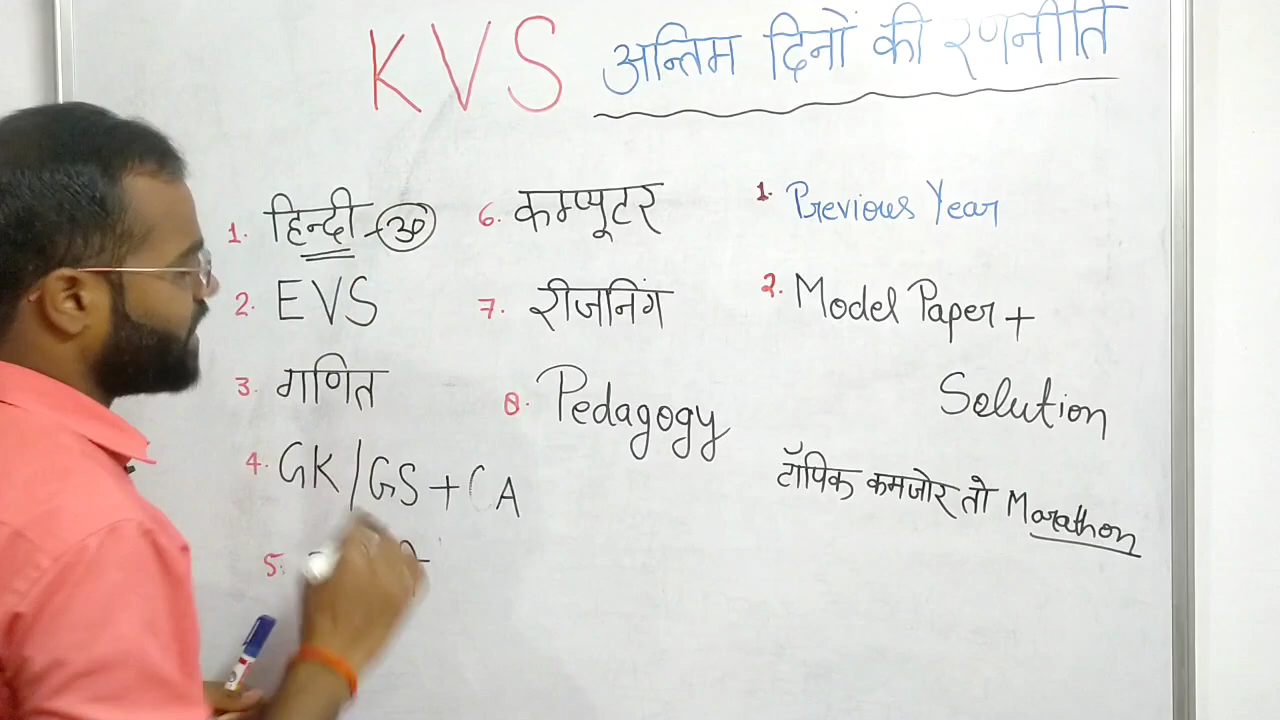 KVS अन्तिम दिनों की रणनीति
1. हिन्दी -
2. EVS
3. गणित
4. GK/GS + CA
5.
6. कम्प्यूटर
7. रीजनिंग
8. Pedagogy
1. Previous Year
२. Model Paper +
Solution
टॉपिक कमजोर तो Marathon